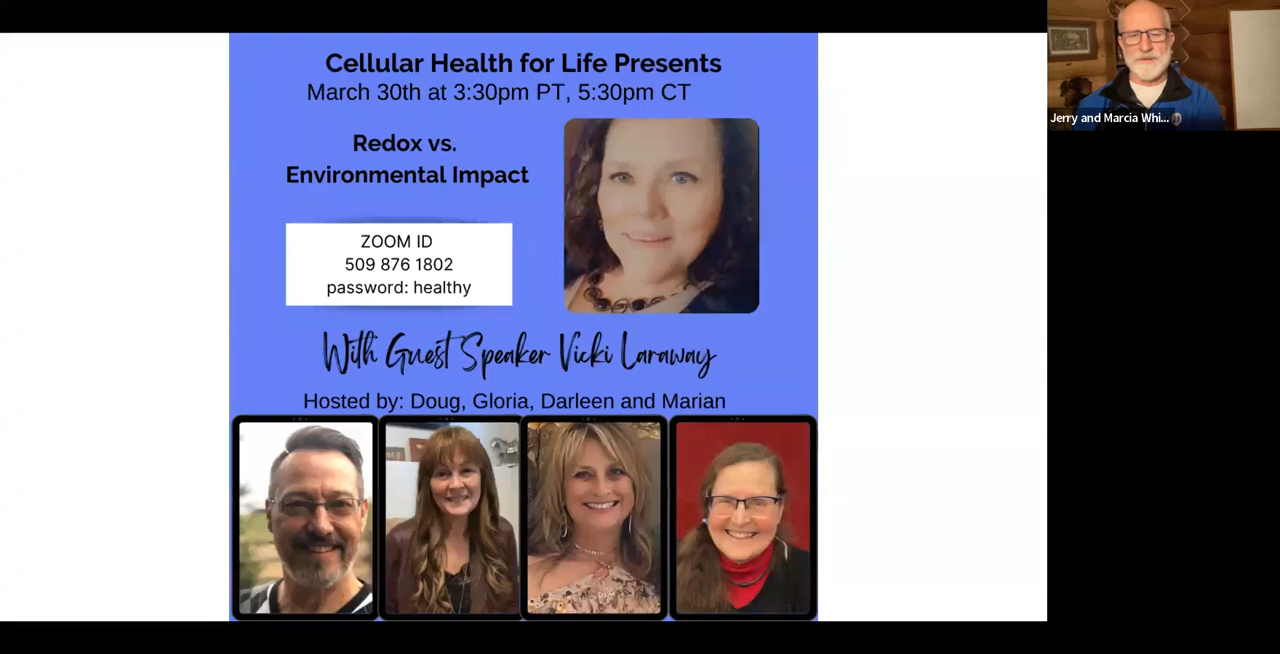 Cellular Health for Life Presents
March 30th at 3:30pm PT, 5:30pm CT
Redox vs.
Environmental Impact
ZOOM ID
509 876 1802
password: healthy
With Guest Speaker Vicki Laraway
Hosted by: Doug, Gloria, Darleen and Marian
Jerry and Marcia Whi...